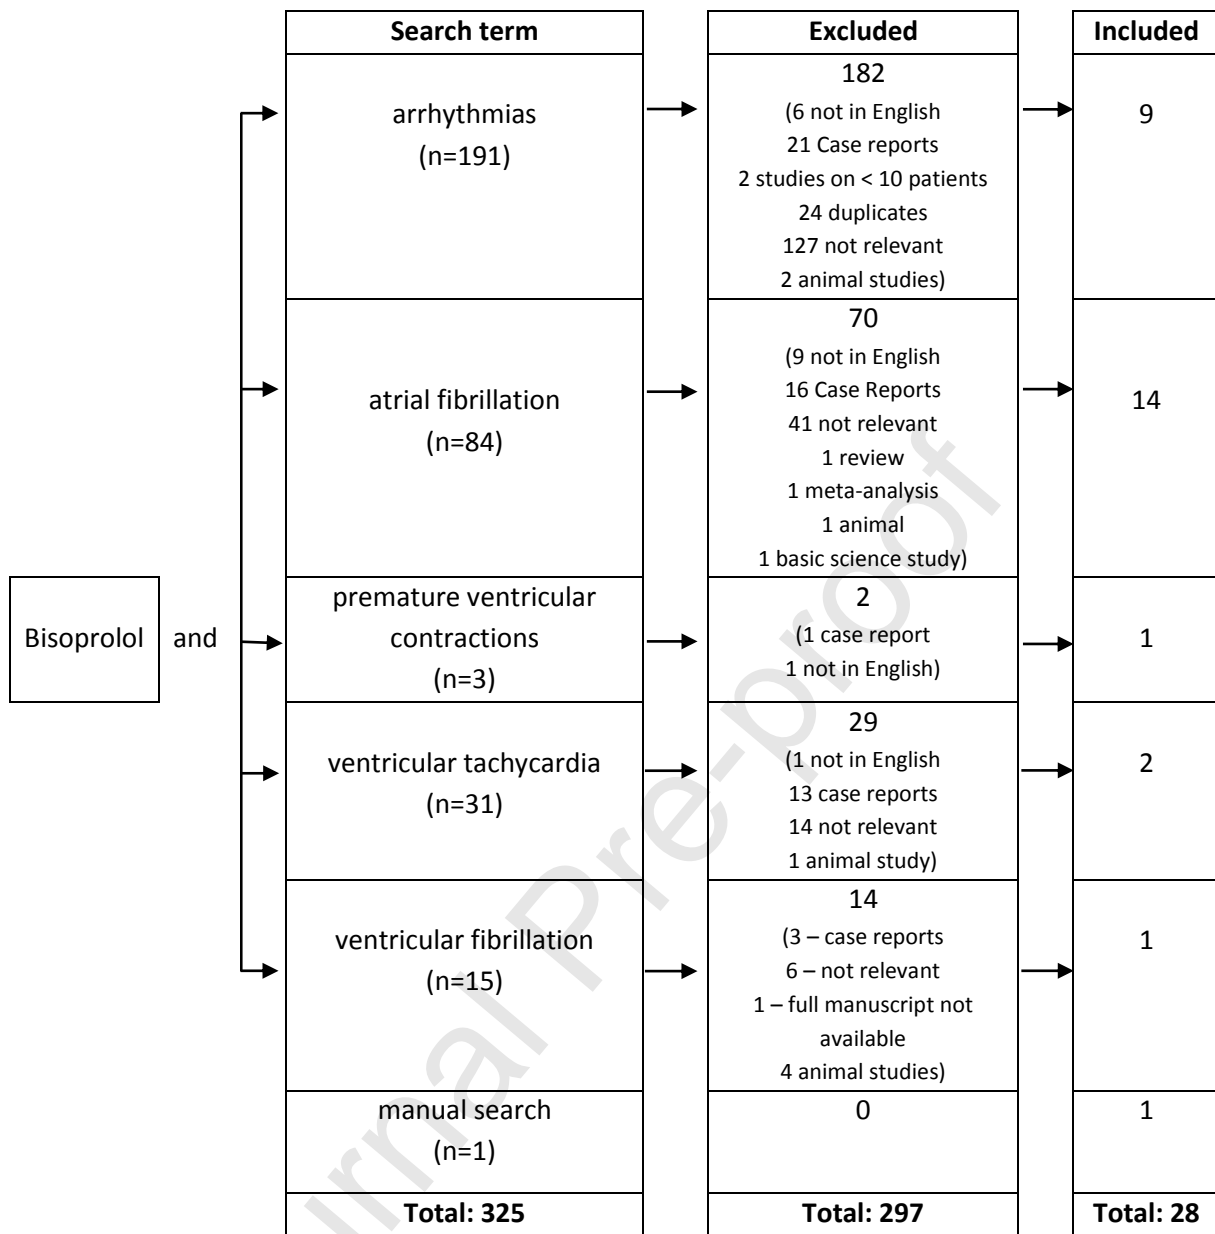 Search term
Excluded
Included
Bisoprolol
and
arrhythmias
(n=191)
182
(6 not in English
21 Case reports
2 studies on < 10 patients
24 duplicates
127 not relevant
2 animal studies)
9
atrial fibrillation
(n=84)
70
(9 not in English
16 Case Reports
41 not relevant
1 review
1 meta-analysis
1 animal
1 basic science study)
14
premature ventricular
contractions
(n=3)
2
(1 case report
1 not in English)
1
ventricular tachycardia
(n=31)
29
(1 not in English
13 case reports
14 not relevant
1 animal study)
2
ventricular fibrillation
(n=15)
14
(3 – case reports
6 – not relevant
1 – full manuscript not
available
4 animal studies)
1
manual search
(n=1)
0
1
Total: 325
Total: 297
Total: 28
urnal Pre-proof